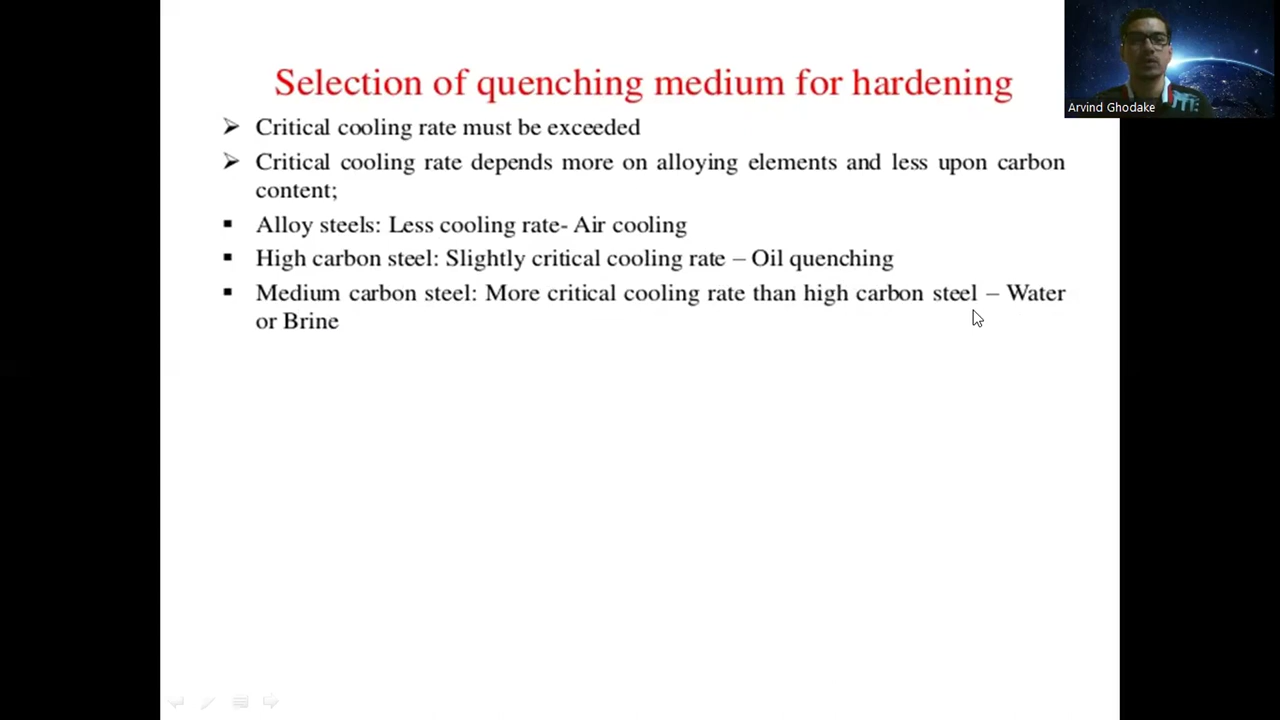 Selection of quenching medium for hardening
Arvind Ghodake
➢ Critical cooling rate must be exceeded
➢ Critical cooling rate depends more on alloying elements and less upon carbon
content;
▪ Alloy steels: Less cooling rate- Air cooling
▪ High carbon steel: Slightly critical cooling rate – Oil quenching
▪ Medium carbon steel: More critical cooling rate than high carbon steel – Water
or Brine